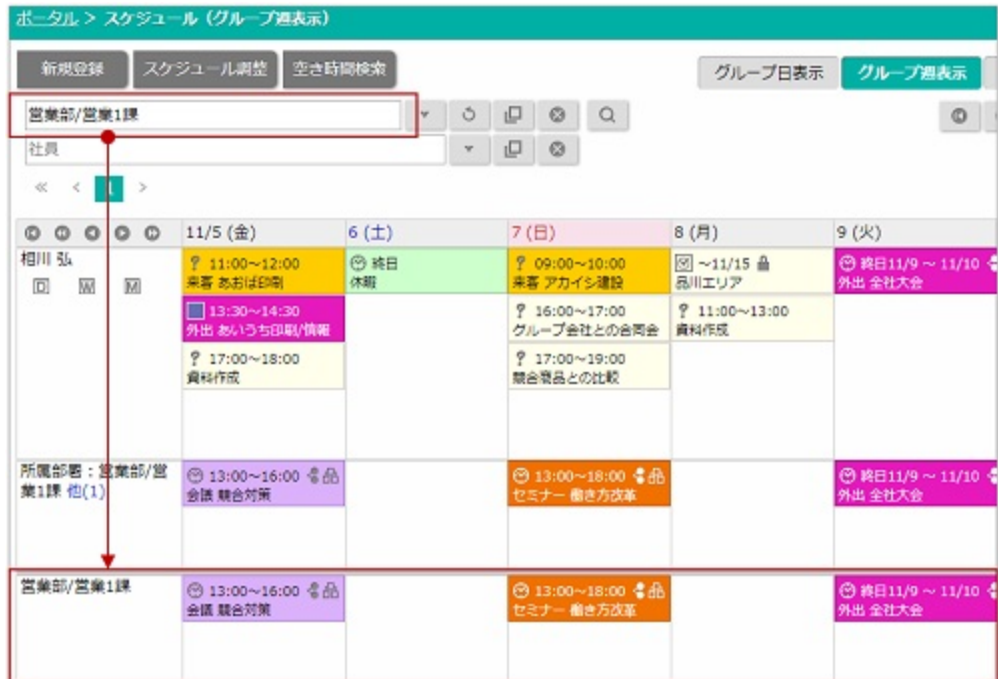 ポータル > スケジュール（グループ週表示）
新規登録 スケジュール調整 空き時間検索 グループ日表示 グループ週表示
営業部/営業1課
社員
« < 1 >
11/5 (金) 6 (土) 7 (日) 8 (月) 9 (火)
相川 弘
D W M
11:00～12:00
来客 あおば印刷
13:30～14:30
外出 あいうち印刷/情報
17:00～18:00
資料作成
終日
休暇
09:00～10:00
来客 アカイシ建設
16:00～17:00
グループ会社との合同会
17:00～19:00
競合商品との比較
～11/15
品川エリア
11:00～13:00
資料作成
終日11/9 ～ 11/10
外出 全社大会
所属部署：営業部/営
業1課 他(1)
13:00～16:00
会議 競合対策
13:00～18:00
セミナー 働き方改革
終日11/9 ～ 11/10
外出 全社大会
営業部/営業1課
13:00～16:00
会議 競合対策
13:00～18:00
セミナー 働き方改革
終日11/9 ～ 11/10
外出 全社大会